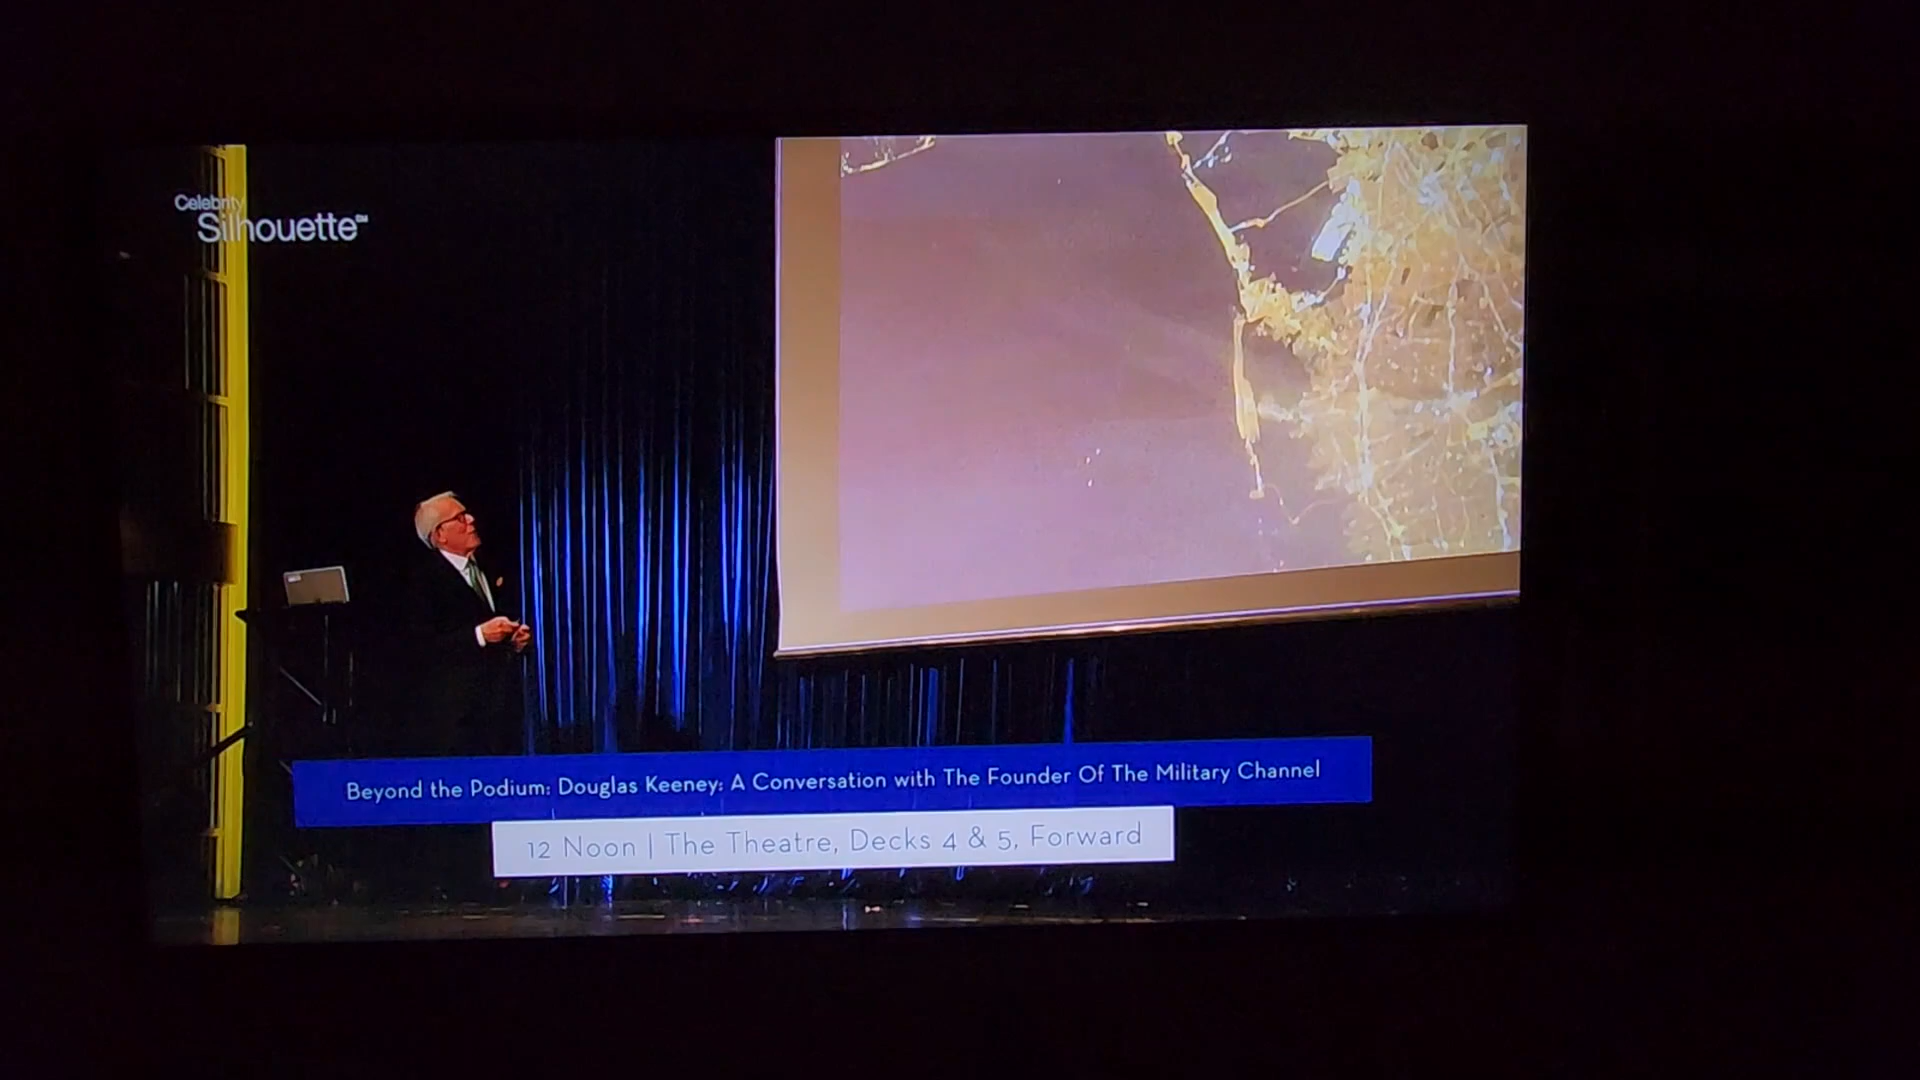 Celebrity
Silhouette℠
Beyond the Podium: Douglas Keeney: A Conversation with The Founder Of The Military Channel
12 Noon | The Theatre, Decks 4 & 5, Forward